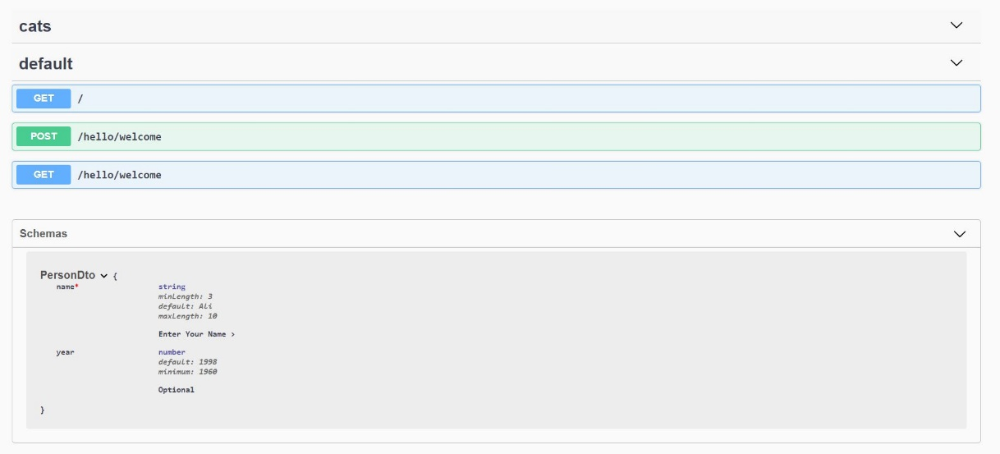 cats
default
GET /
POST /hello/welcome
GET /hello/welcome
Schemas
PersonDto {
name* string
minLength: 3
default: Ali
maxLength: 10
Enter Your Name >
year number
default: 1998
minimum: 1960
Optional
}